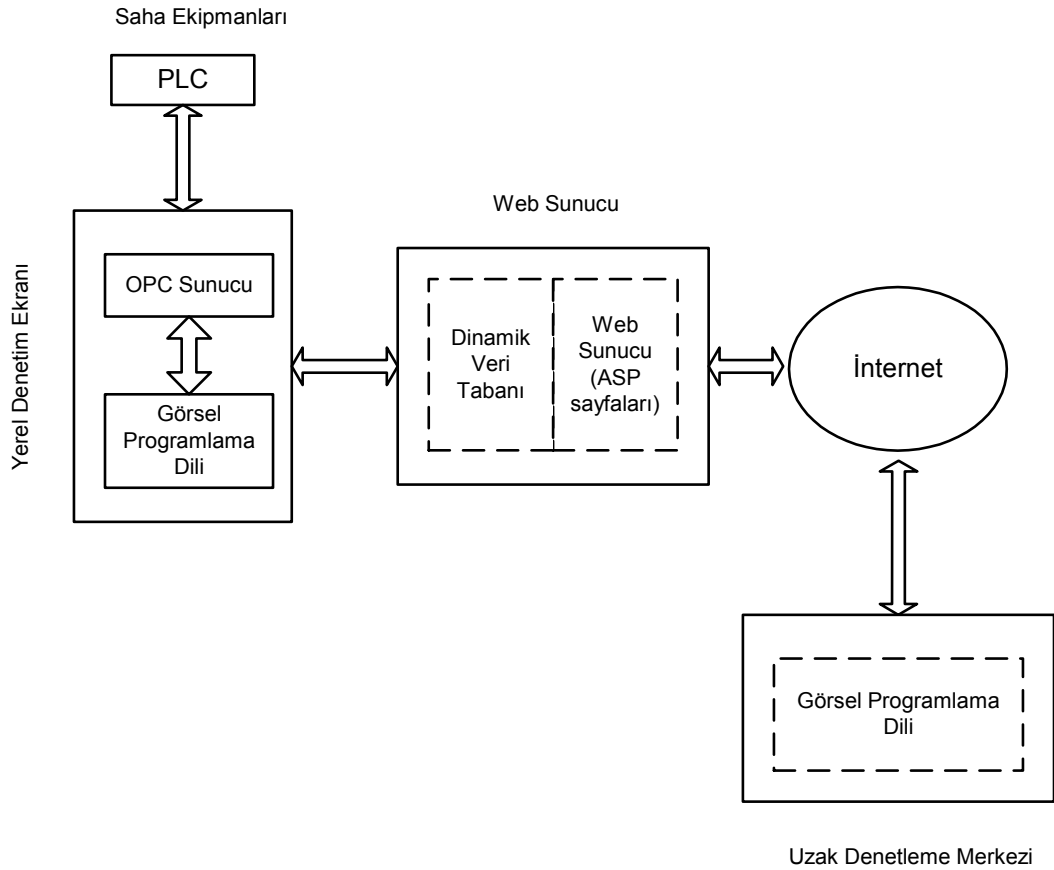 Saha Ekipmanları
PLC
Yerel Denetim Ekranı
OPC Sunucu
Görsel
Programlama
Dili
Web Sunucu
Dinamik
Veri
Tabanı
Web
Sunucu
(ASP
sayfaları)
İnternet
Görsel Programlama
Dili
Uzak Denetleme Merkezi